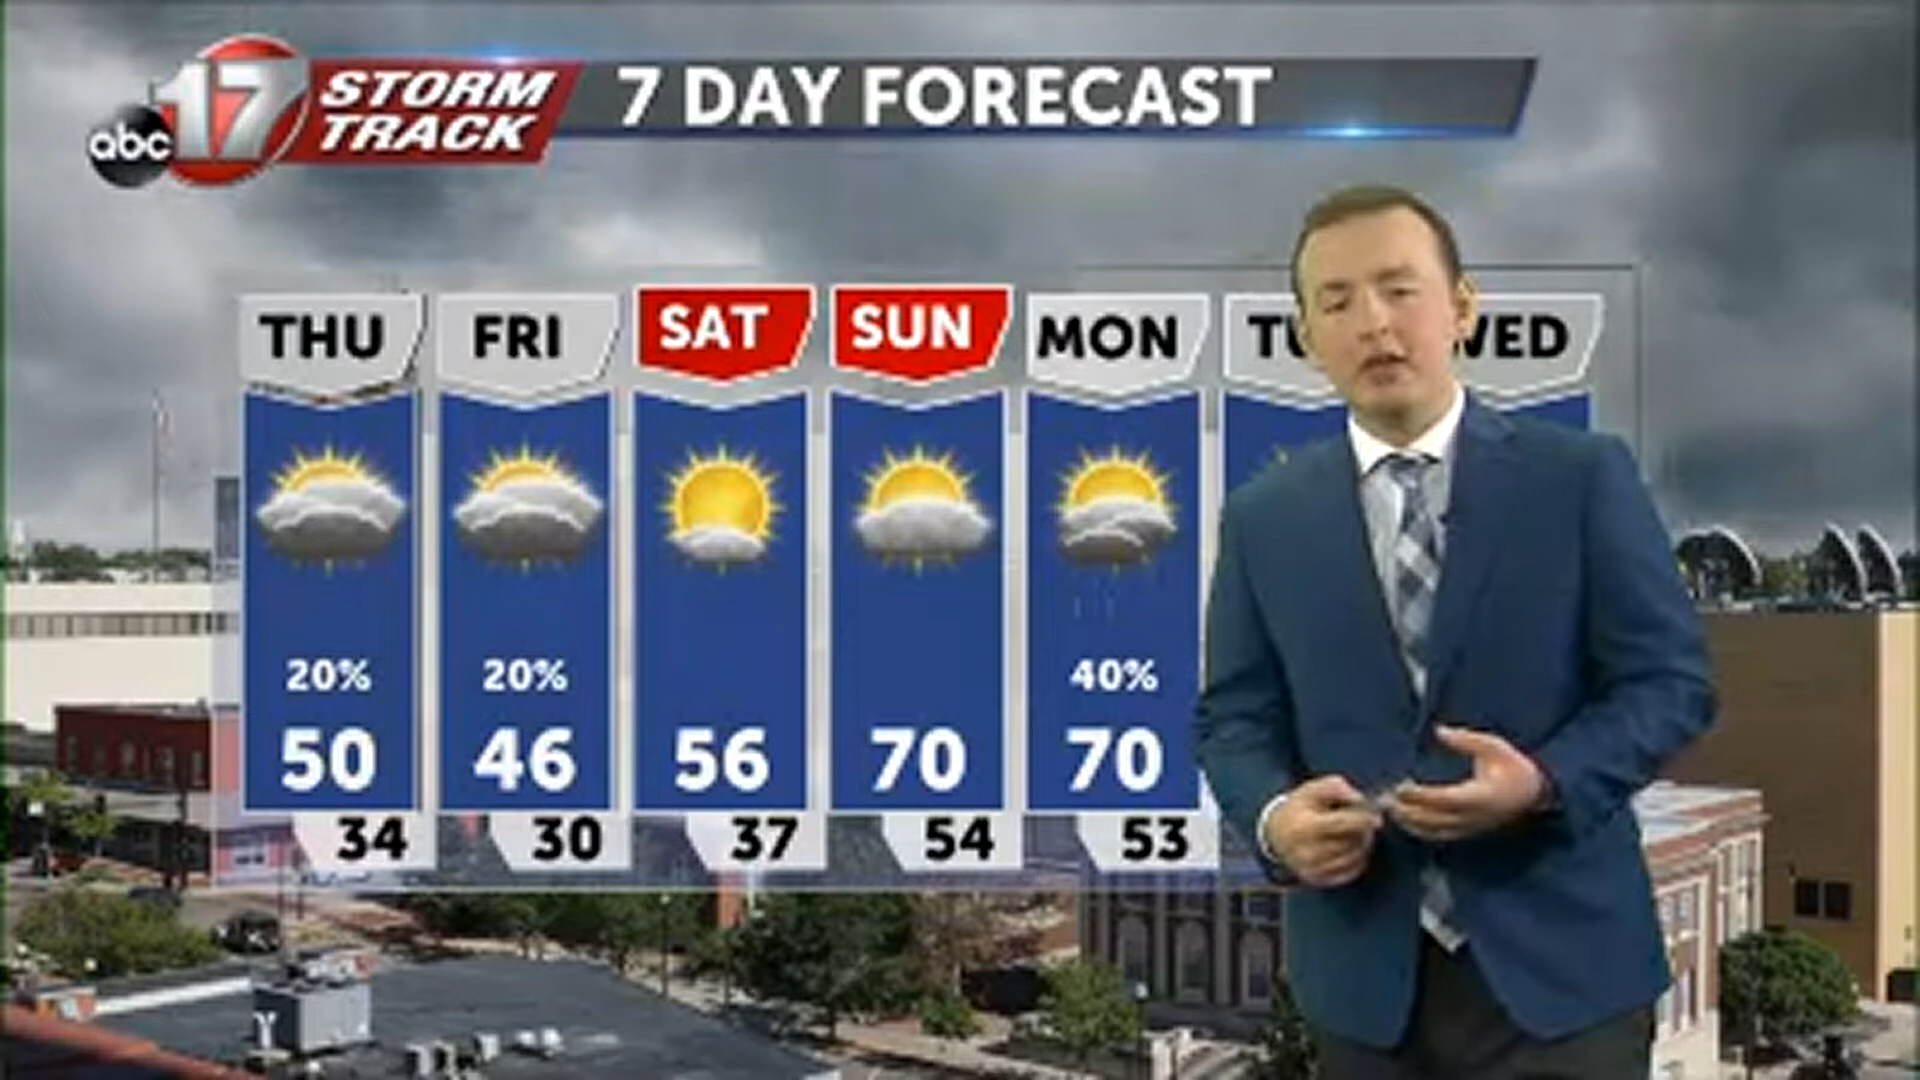 abc 17 STORM TRACK
7 DAY FORECAST
THU FRI SAT SUN MON
20% 20% 40%
50 46 56 70 70
34 30 37 54 53